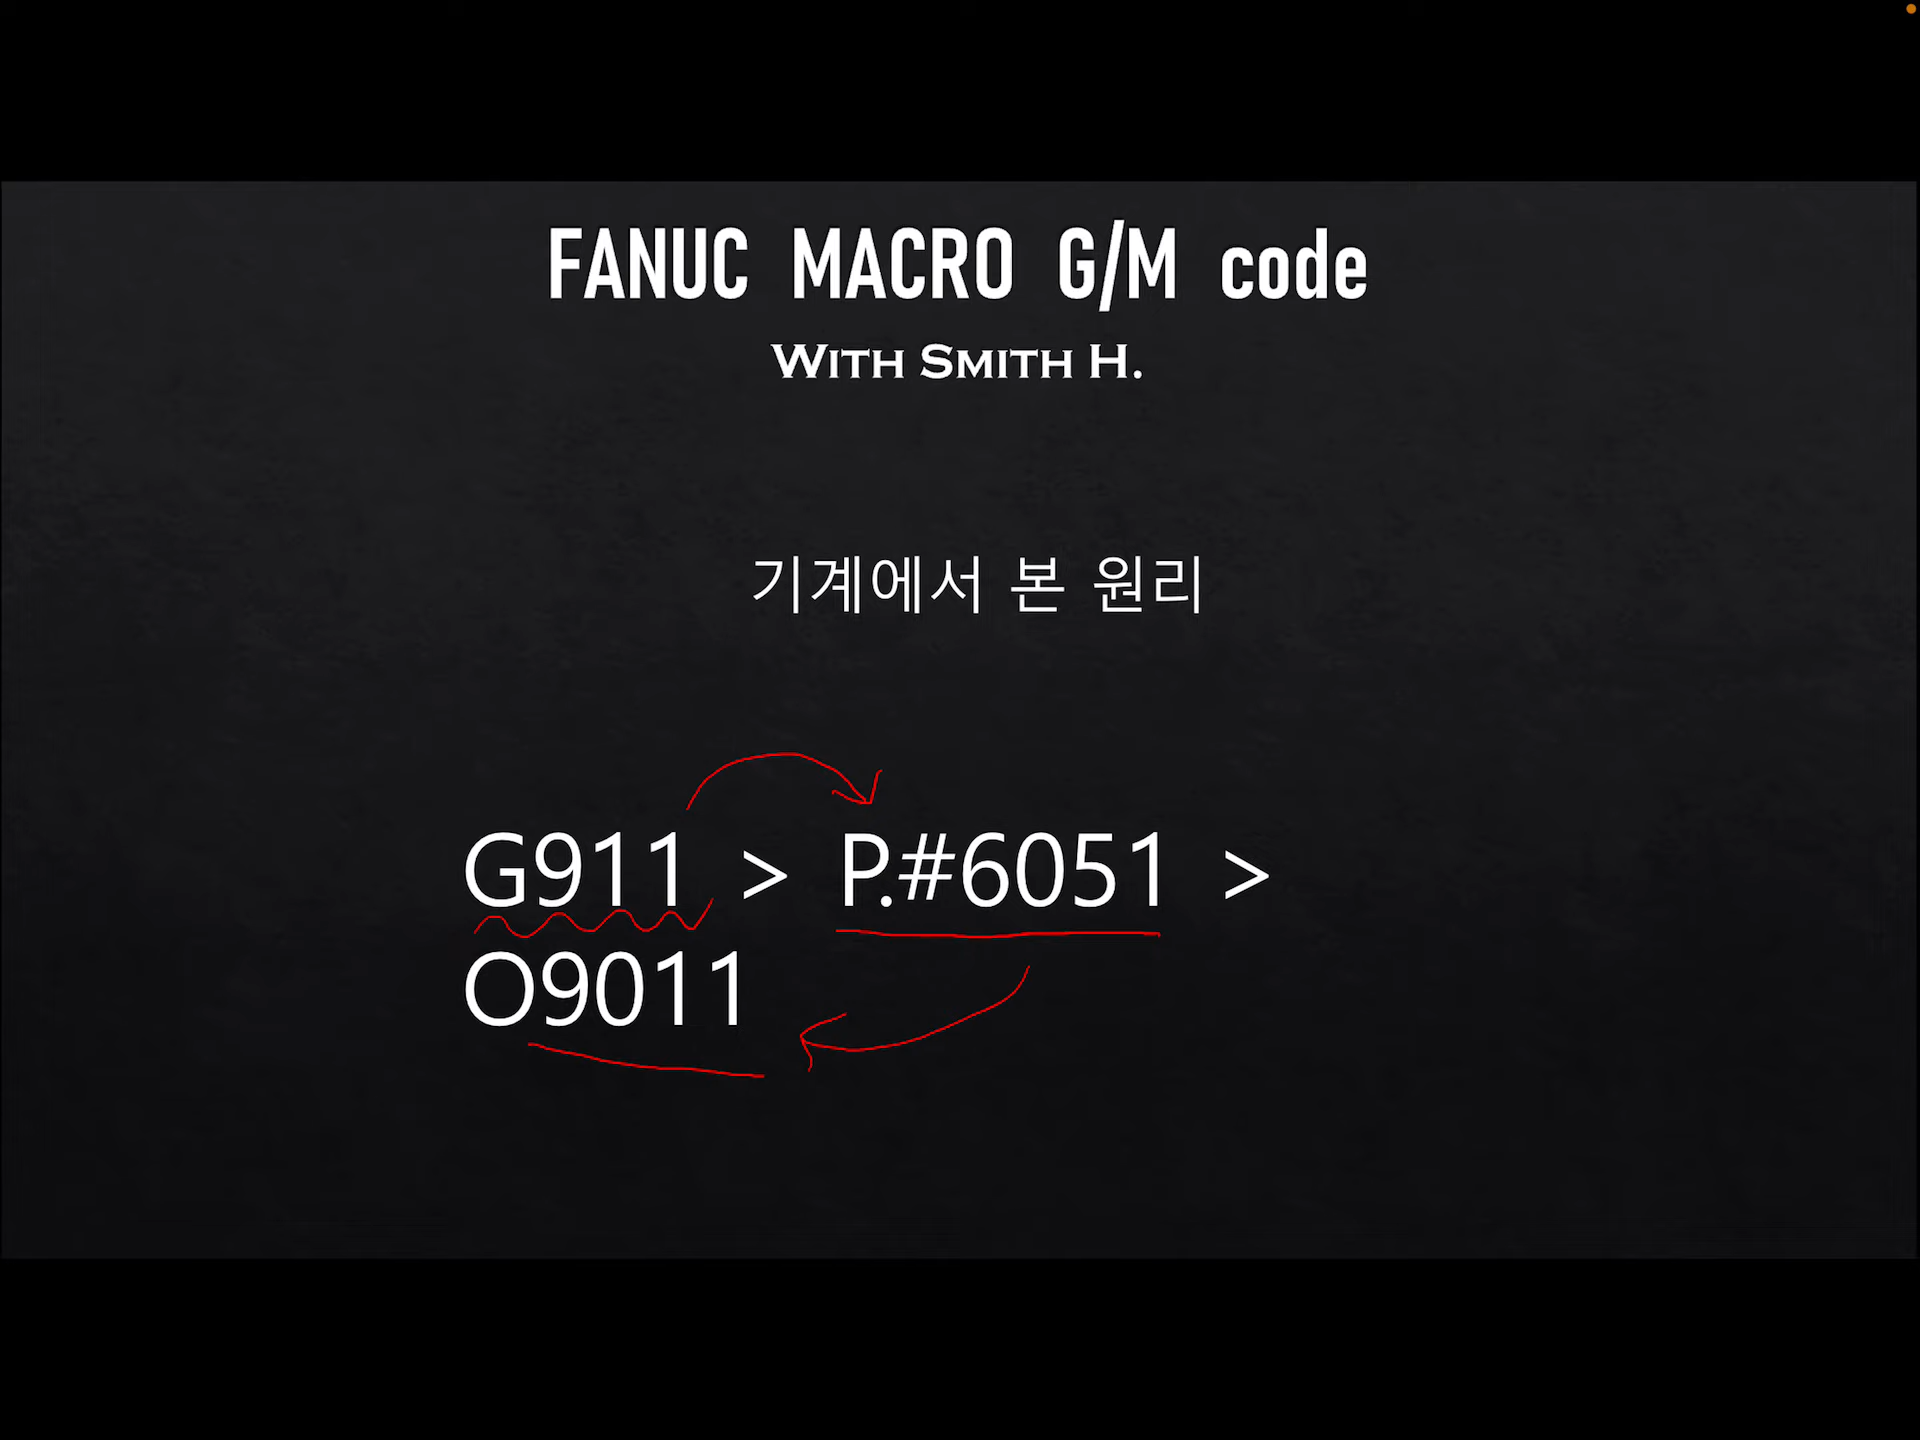 FANUC MACRO G/M code
WITH SMITH H.
기계에서 본 원리
G911 > P.#6051 >
O9011